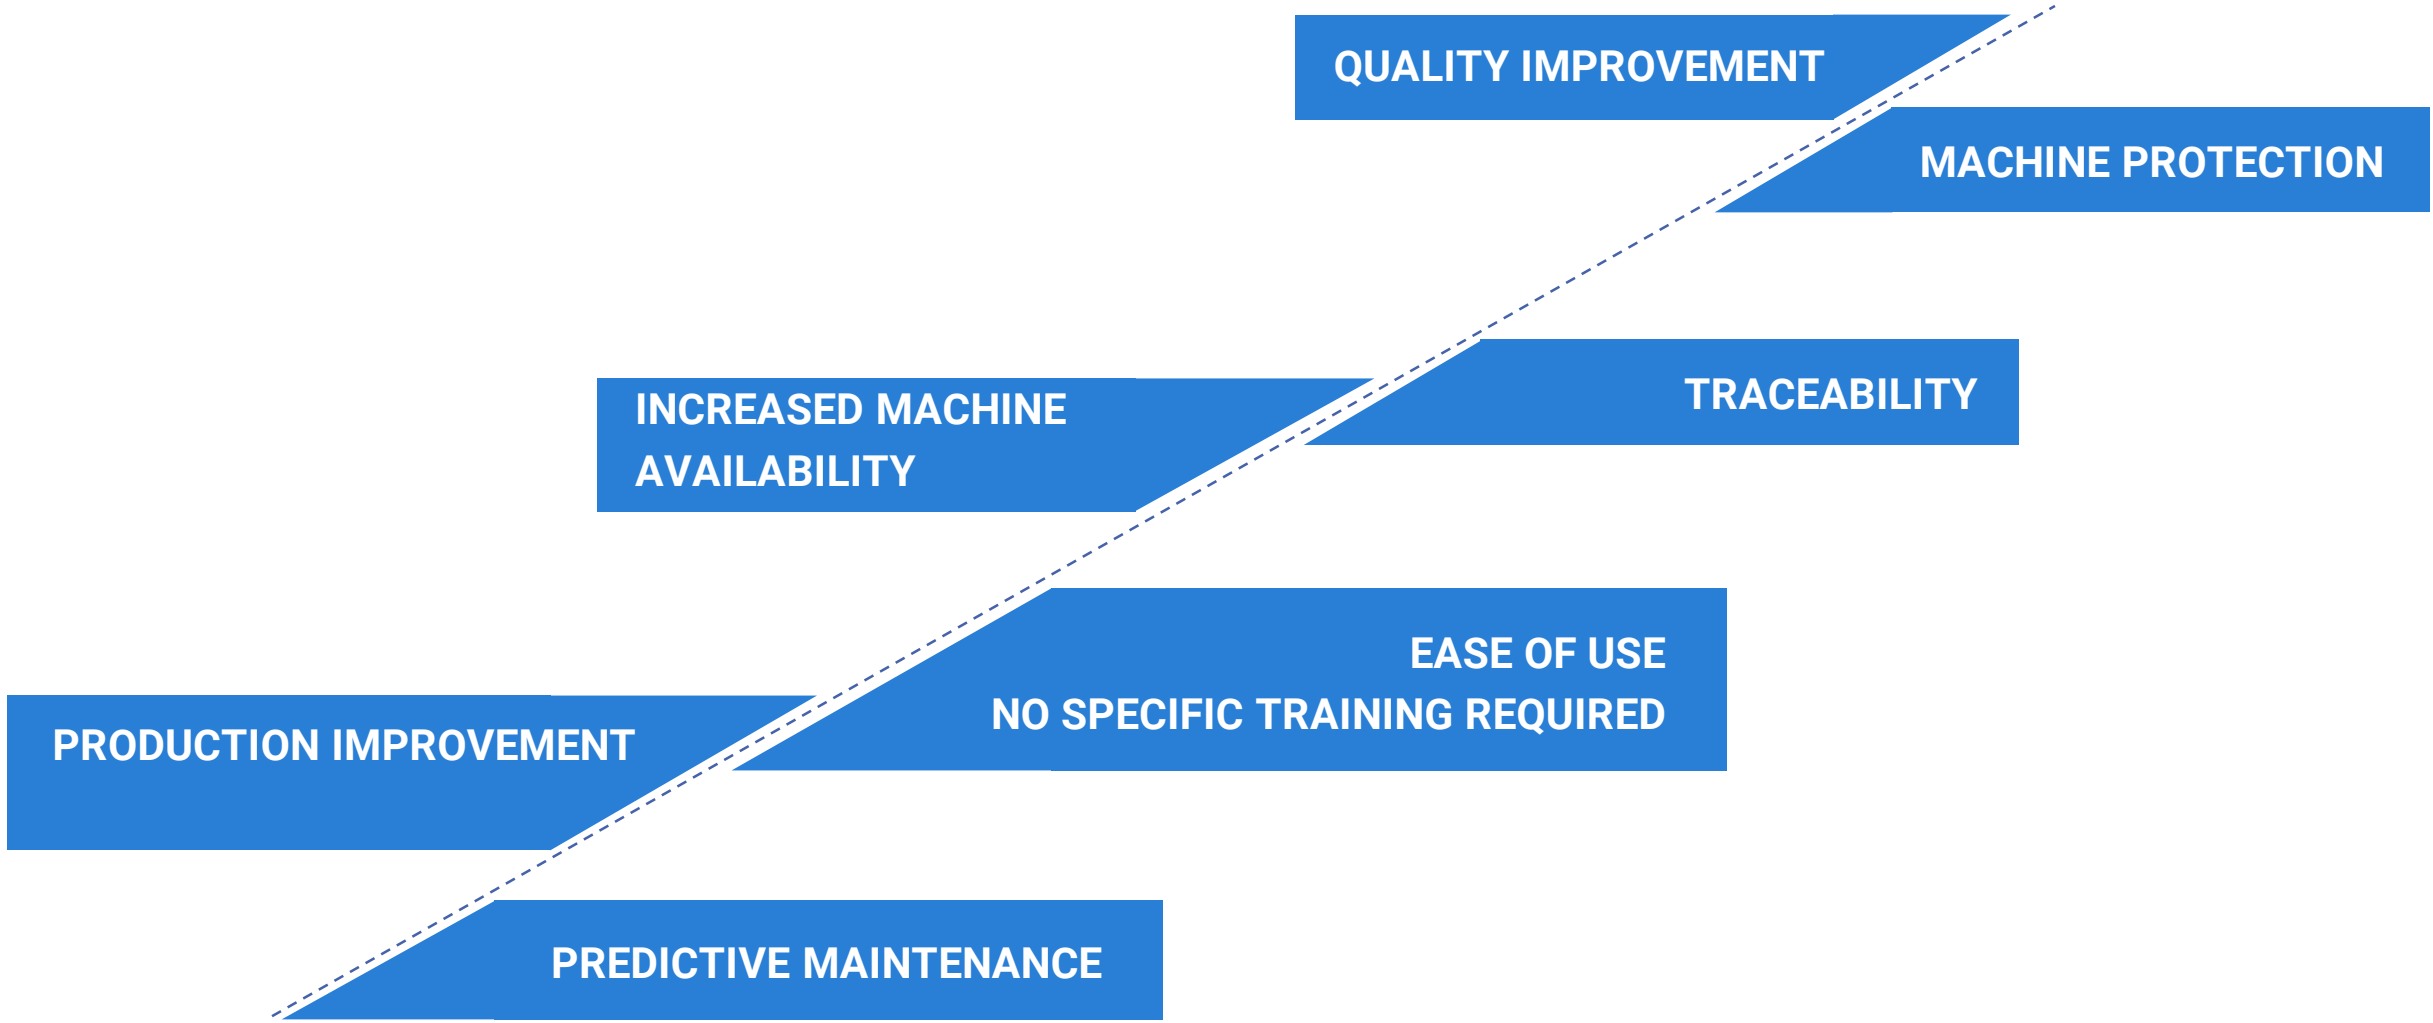 QUALITY IMPROVEMENT
MACHINE PROTECTION
TRACEABILITY
INCREASED MACHINE
AVAILABILITY
EASE OF USE
NO SPECIFIC TRAINING REQUIRED
PRODUCTION IMPROVEMENT
PREDICTIVE MAINTENANCE